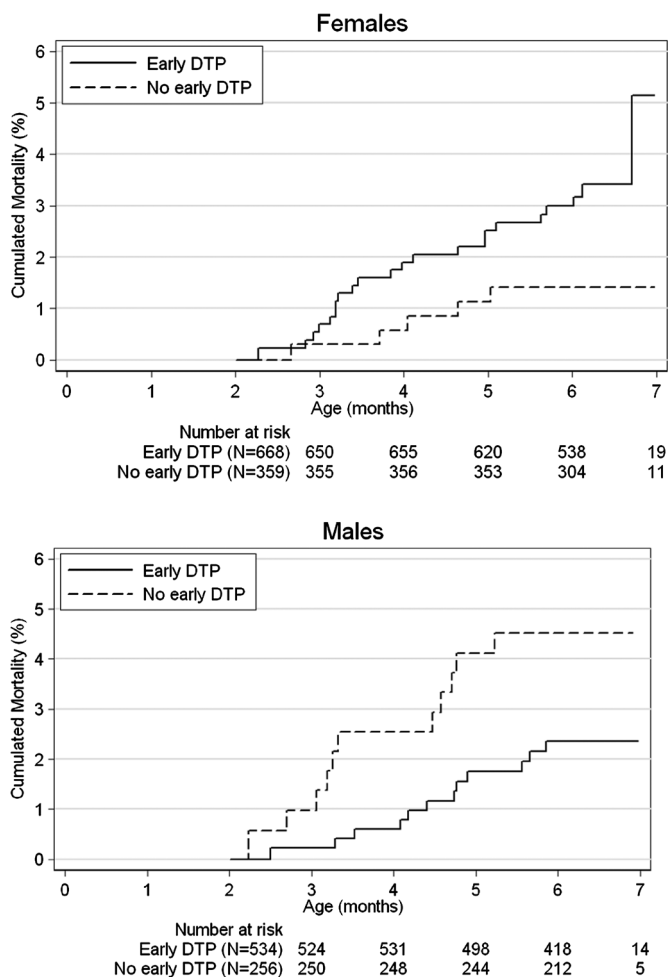 Females
6
5
4
3
2
1
0
Cumulated Mortality (%)
Early DTP
No early DTP
0 1 2 3 4 5 6 7
Age (months)
Number at risk
Early DTP (N=668) 650 655 620 538 19
No early DTP (N=359) 355 356 353 304 11
Males
6
5
4
3
2
1
0
Cumulated Mortality (%)
Early DTP
No early DTP
0 1 2 3 4 5 6 7
Age (months)
Number at risk
Early DTP (N=534) 524 531 498 418 14
No early DTP (N=256) 250 248 244 212 5